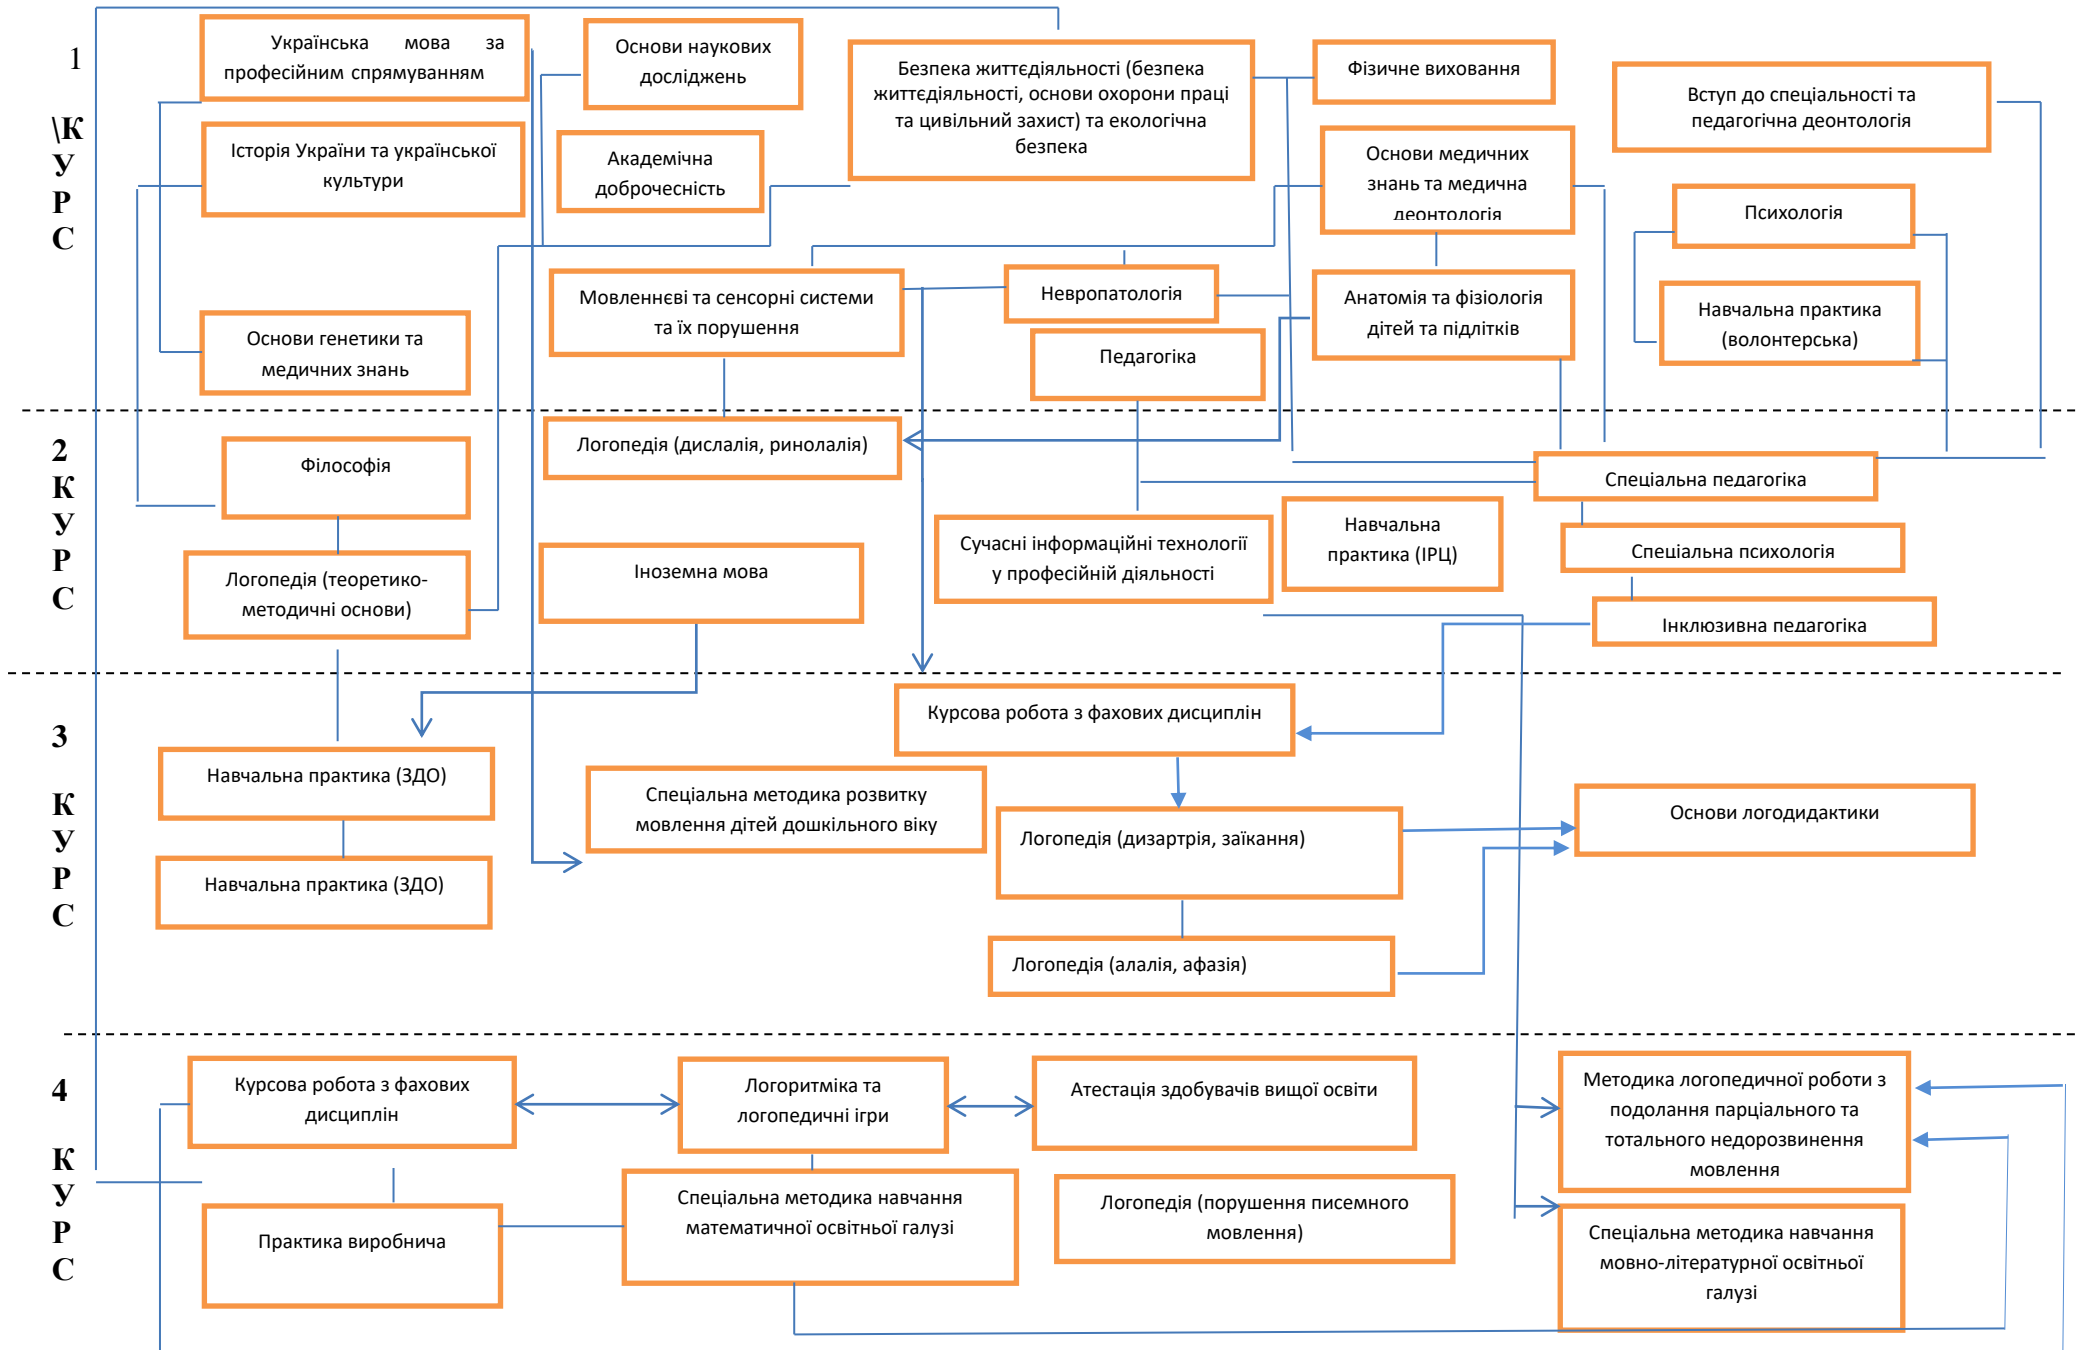 1
\К
У
Р
С
Українська мова за
професійним спрямуванням
Основи наукових
досліджень
Безпека життєдіяльності (безпека
життєдіяльності, основи охорони праці
та цивільний захист) та екологічна
безпека
Фізичне виховання
Вступ до спеціальності та
педагогічна деонтологія
Історія України та української
культури
Академічна
доброчесність
Основи медичних
знань та медична
деонтологія
Психологія
Мовленнєві та сенсорні системи
та їх порушення
Невропатологія
Анатомія та фізіологія
дітей та підлітків
Навчальна практика
(волонтерська)
Основи генетики та
медичних знань
Педагогіка
2
К
У
Р
С
Філософія
Логопедія (дислалія, ринолалія)
Спеціальна педагогіка
Сучасні інформаційні технології
у професійній діяльності
Навчальна
практика (ІРЦ)
Спеціальна психологія
Логопедія (теоретико-
методичні основи)
Іноземна мова
Інклюзивна педагогіка
3
К
У
Р
С
Курсова робота з фахових дисциплін
Навчальна практика (ЗДО)
Спеціальна методика розвитку
мовлення дітей дошкільного віку
Логопедія (дизартрія, заїкання)
Основи логодидактики
Навчальна практика (ЗДО)
Логопедія (алалія, афазія)
4
К
У
Р
С
Курсова робота з фахових
дисциплін
Логоритміка та
логопедичні ігри
Атестація здобувачів вищої освіти
Методика логопедичної роботи з
подолання парціального та
тотального недорозвинення
мовлення
Практика виробнича
Спеціальна методика навчання
математичної освітньої галузі
Логопедія (порушення писемного
мовлення)
Спеціальна методика навчання
мовно-літературної освітньої
галузі